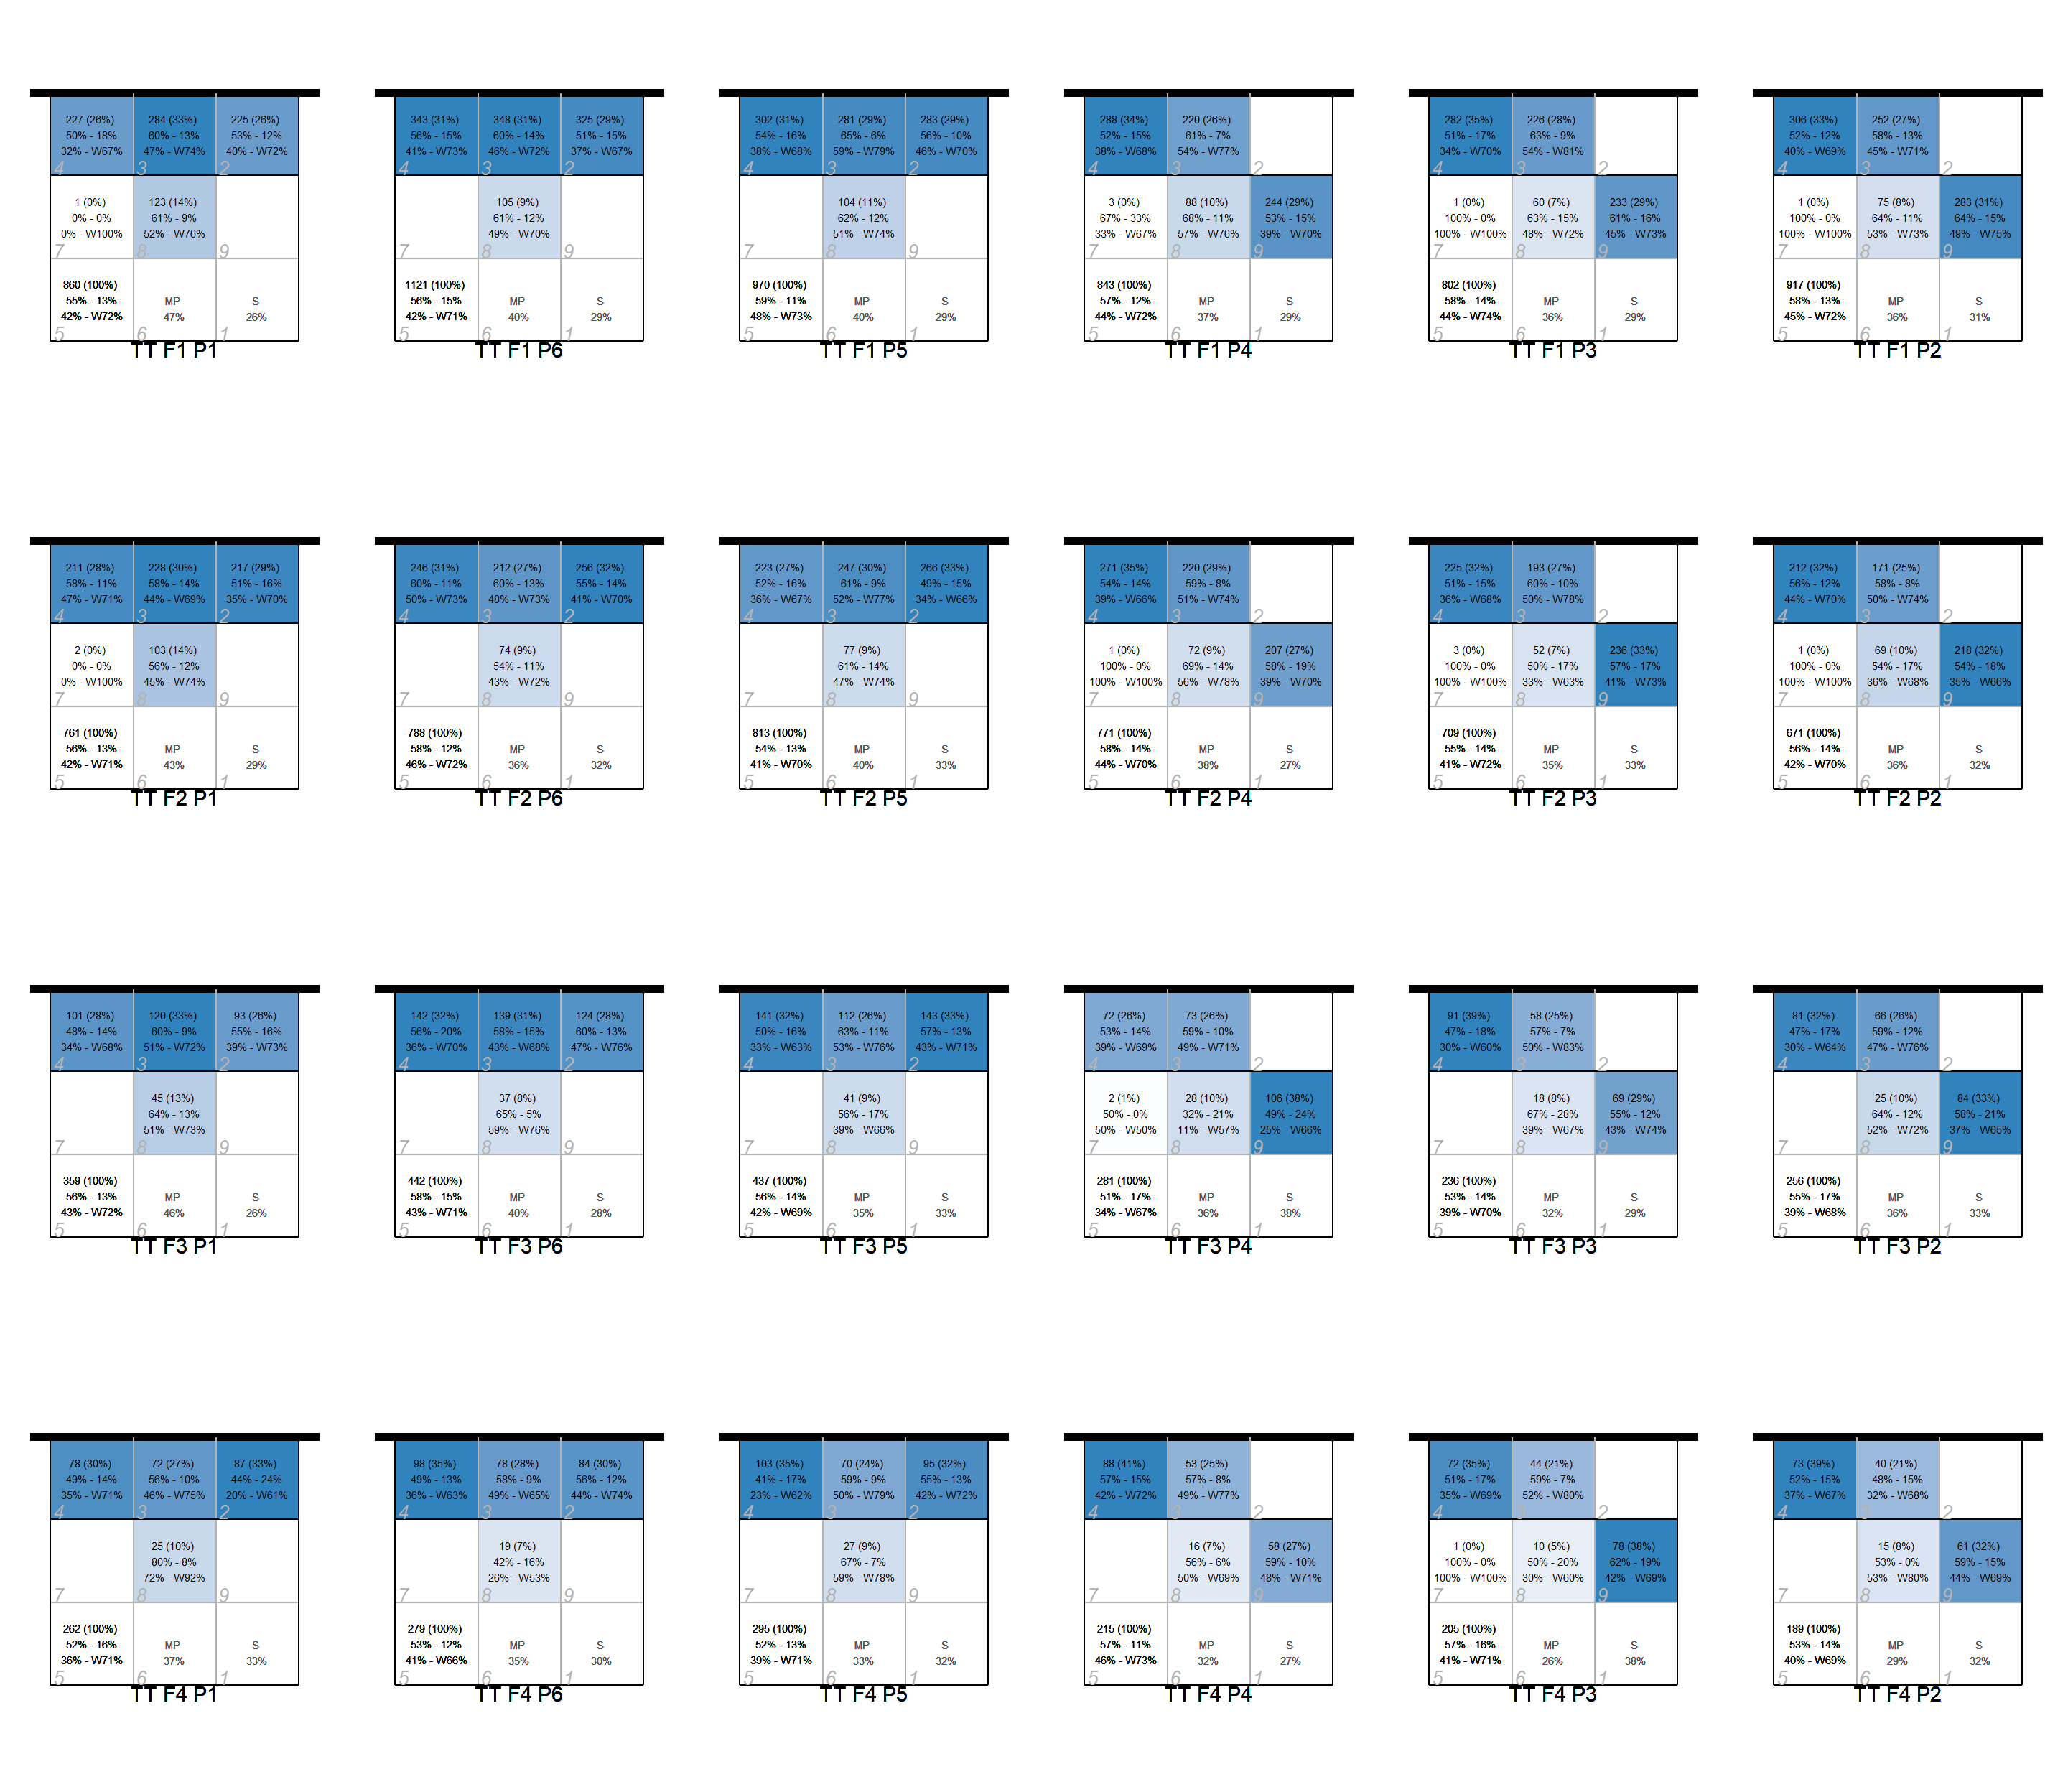 227 (26%) 284 (33%) 225 (26%)
50% - 18% 60% - 13% 53% - 12%
32% - W67% 47% - W74% 40% - W72%
4 3 2
1 (0%) 123 (14%)
0% - 0% 61% - 9%
0% - W100% 52% - W76%
7 8 9
860 (100%)
55% - 13% MP S
42% - W72% 47% 26%
5 6 1
TT F1 P1
343 (31%) 348 (31%) 325 (29%)
56% - 15% 60% - 14% 51% - 15%
41% - W73% 46% - W72% 37% - W67%
4 3 2
105 (9%)
61% - 12%
49% - W70%
7 8 9
1121 (100%)
56% - 15% MP S
42% - W71% 40% 29%
5 6 1
TT F1 P6
302 (31%) 281 (29%) 283 (29%)
54% - 16% 65% - 6% 56% - 10%
38% - W68% 59% - W79% 46% - W70%
4 3 2
104 (11%)
62% - 12%
51% - W74%
7 8 9
970 (100%)
59% - 11% MP S
48% - W73% 40% 29%
5 6 1
TT F1 P5
288 (34%) 220 (26%)
52% - 15% 61% - 7%
38% - W68% 54% - W77%
4 3 2
3 (0%) 88 (10%) 244 (29%)
67% - 33% 68% - 11% 53% - 15%
33% - W67% 57% - W76% 39% - W70%
7 8 9
843 (100%)
57% - 12% MP S
44% - W72% 37% 29%
5 6 1
TT F1 P4
282 (35%) 226 (28%)
51% - 17% 63% - 9%
34% - W70% 54% - W81%
4 3 2
1 (0%) 60 (7%) 233 (29%)
100% - 0% 63% - 15% 61% - 16%
100% - W100% 48% - W72% 45% - W73%
7 8 9
802 (100%)
58% - 14% MP S
44% - W74% 36% 29%
5 6 1
TT F1 P3
306 (33%) 252 (27%)
52% - 12% 58% - 13%
40% - W69% 45% - W71%
4 3 2
1 (0%) 75 (8%) 283 (31%)
100% - 0% 64% - 11% 64% - 15%
100% - W100% 53% - W73% 49% - W75%
7 8 9
917 (100%)
58% - 13% MP S
45% - W72% 36% 31%
5 6 1
TT F1 P2
211 (28%) 228 (30%) 217 (29%)
58% - 11% 58% - 14% 51% - 16%
47% - W71% 44% - W69% 35% - W70%
4 3 2
2 (0%) 103 (14%)
0% - 0% 56% - 12%
0% - W100% 45% - W74%
7 8 9
761 (100%)
56% - 13% MP S
42% - W71% 43% 29%
5 6 1
TT F2 P1
246 (31%) 212 (27%) 256 (32%)
60% - 11% 60% - 13% 55% - 14%
50% - W73% 48% - W73% 41% - W70%
4 3 2
74 (9%)
54% - 11%
43% - W72%
7 8 9
788 (100%)
58% - 12% MP S
46% - W72% 36% 32%
5 6 1
TT F2 P6
223 (27%) 247 (30%) 266 (33%)
52% - 16% 61% - 9% 49% - 15%
36% - W67% 52% - W77% 34% - W66%
4 3 2
77 (9%)
61% - 14%
47% - W74%
7 8 9
813 (100%)
54% - 13% MP S
41% - W70% 40% 33%
5 6 1
TT F2 P5
271 (35%) 220 (29%)
54% - 14% 59% - 8%
39% - W66% 51% - W74%
4 3 2
1 (0%) 72 (9%) 207 (27%)
100% - 0% 69% - 14% 58% - 19%
100% - W100% 56% - W78% 39% - W70%
7 8 9
771 (100%)
58% - 14% MP S
44% - W70% 38% 27%
5 6 1
TT F2 P4
225 (32%) 193 (27%)
51% - 15% 60% - 10%
36% - W68% 50% - W78%
4 3 2
3 (0%) 52 (7%) 236 (33%)
100% - 0% 50% - 17% 57% - 17%
100% - W100% 33% - W63% 41% - W73%
7 8 9
709 (100%)
55% - 14% MP S
41% - W72% 35% 33%
5 6 1
TT F2 P3
212 (32%) 171 (25%)
56% - 12% 58% - 8%
44% - W70% 50% - W74%
4 3 2
1 (0%) 69 (10%) 218 (32%)
100% - 0% 54% - 17% 54% - 18%
100% - W100% 36% - W68% 35% - W66%
7 8 9
671 (100%)
56% - 14% MP S
42% - W70% 36% 32%
5 6 1
TT F2 P2
101 (28%) 120 (33%) 93 (26%)
48% - 14% 60% - 9% 55% - 16%
34% - W68% 51% - W72% 39% - W73%
4 3 2
45 (13%)
64% - 13%
51% - W73%
7 8 9
359 (100%)
56% - 13% MP S
43% - W72% 46% 26%
5 6 1
TT F3 P1
142 (32%) 139 (31%) 124 (28%)
56% - 20% 58% - 15% 60% - 13%
36% - W70% 43% - W68% 47% - W76%
4 3 2
37 (8%)
65% - 5%
59% - W76%
7 8 9
442 (100%)
58% - 15% MP S
43% - W71% 40% 28%
5 6 1
TT F3 P6
141 (32%) 112 (26%) 143 (33%)
50% - 16% 63% - 11% 57% - 13%
33% - W63% 53% - W76% 43% - W71%
4 3 2
41 (9%)
56% - 17%
39% - W66%
7 8 9
437 (100%)
56% - 14% MP S
42% - W69% 35% 33%
5 6 1
TT F3 P5
72 (26%) 73 (26%)
53% - 14% 59% - 10%
39% - W69% 49% - W71%
4 3 2
2 (1%) 28 (10%) 106 (38%)
50% - 0% 32% - 21% 49% - 24%
50% - W50% 11% - W57% 25% - W66%
7 8 9
281 (100%)
51% - 17% MP S
34% - W67% 36% 38%
5 6 1
TT F3 P4
91 (39%) 58 (25%)
47% - 18% 57% - 7%
30% - W60% 50% - W83%
4 3 2
18 (8%) 69 (29%)
67% - 28% 55% - 12%
39% - W67% 43% - W74%
7 8 9
236 (100%)
53% - 14% MP S
39% - W70% 32% 29%
5 6 1
TT F3 P3
81 (32%) 66 (26%)
47% - 17% 59% - 12%
30% - W64% 47% - W76%
4 3 2
25 (10%) 84 (33%)
64% - 12% 58% - 21%
52% - W72% 37% - W65%
7 8 9
256 (100%)
55% - 17% MP S
39% - W68% 36% 33%
5 6 1
TT F3 P2
78 (30%) 72 (27%) 87 (33%)
49% - 14% 56% - 10% 44% - 24%
35% - W71% 46% - W75% 20% - W61%
4 3 2
25 (10%)
80% - 8%
72% - W92%
7 8 9
262 (100%)
52% - 16% MP S
36% - W71% 37% 33%
5 6 1
TT F4 P1
98 (35%) 78 (28%) 84 (30%)
49% - 13% 58% - 9% 56% - 12%
36% - W63% 49% - W65% 44% - W74%
4 3 2
19 (7%)
42% - 16%
26% - W53%
7 8 9
279 (100%)
53% - 12% MP S
41% - W66% 35% 30%
5 6 1
TT F4 P6
103 (35%) 70 (24%) 95 (32%)
41% - 17% 59% - 9% 55% - 13%
23% - W62% 50% - W79% 42% - W72%
4 3 2
27 (9%)
67% - 7%
59% - W78%
7 8 9
295 (100%)
52% - 13% MP S
39% - W71% 33% 32%
5 6 1
TT F4 P5
88 (41%) 53 (25%)
57% - 15% 57% - 8%
42% - W72% 49% - W77%
4 3 2
16 (7%) 58 (27%)
56% - 6% 59% - 10%
50% - W69% 48% - W71%
7 8 9
215 (100%)
57% - 11% MP S
46% - W73% 32% 27%
5 6 1
TT F4 P4
72 (35%) 44 (21%)
51% - 17% 59% - 7%
35% - W69% 52% - W80%
4 3 2
1 (0%) 10 (5%) 78 (38%)
100% - 0% 50% - 20% 62% - 19%
100% - W100% 30% - W60% 42% - W69%
7 8 9
205 (100%)
57% - 16% MP S
41% - W71% 26% 38%
5 6 1
TT F4 P3
73 (39%) 40 (21%)
52% - 15% 48% - 15%
37% - W67% 32% - W68%
4 3 2
15 (8%) 61 (32%)
53% - 0% 59% - 15%
53% - W80% 44% - W69%
7 8 9
189 (100%)
53% - 14% MP S
40% - W69% 29% 32%
5 6 1
TT F4 P2